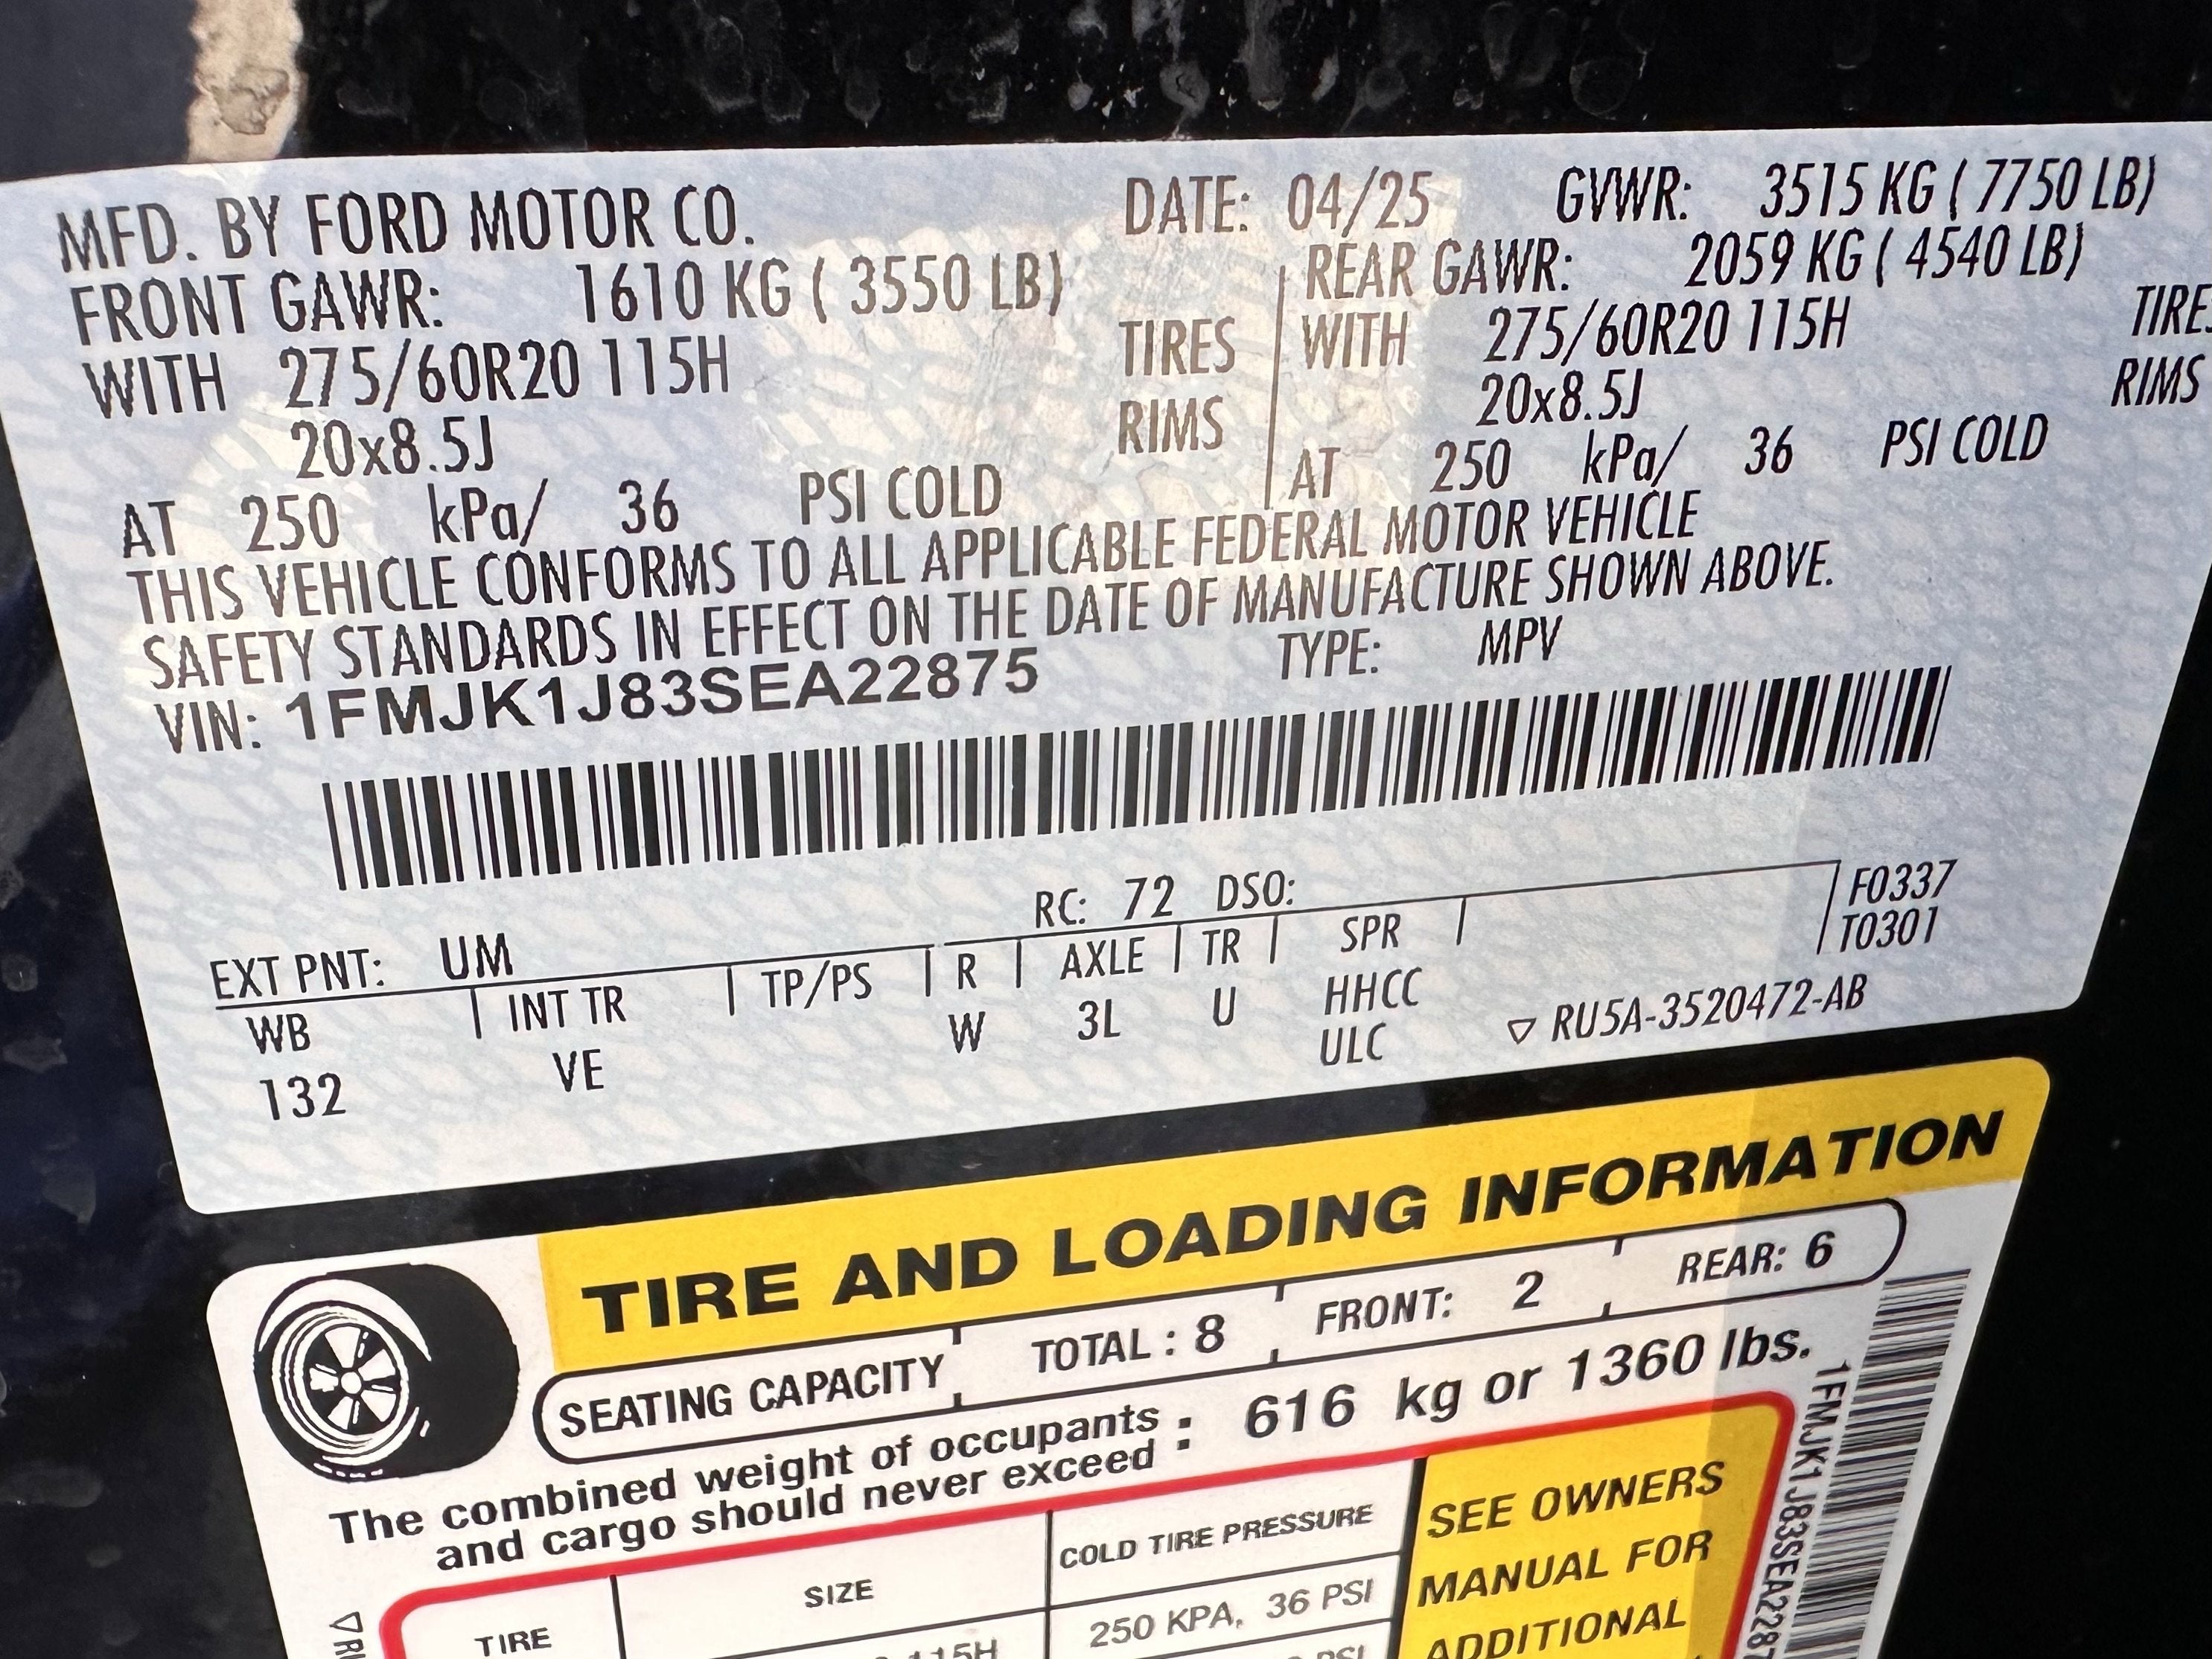 MFD. BY FORD MOTOR CO. DATE: 04/25 GVWR: 3515 KG ( 7750 LB)
FRONT GAWR: 1610 KG ( 3550 LB) REAR GAWR: 2059 KG ( 4540 LB)
WITH 275/60R20 115H TIRES WITH 275/60R20 115H
20x8.5J RIMS 20x8.5J RIMS
AT 250 kPa/ 36 PSI COLD AT 250 kPa/ 36 PSI COLD
THIS VEHICLE CONFORMS TO ALL APPLICABLE FEDERAL MOTOR VEHICLE
SAFETY STANDARDS IN EFFECT ON THE DATE OF MANUFACTURE SHOWN ABOVE.
VIN: 1FMJK1J83SEA22875 TYPE: MPV
EXT PNT: UM RC: 72 DSO: F0337
WB INT TR TP/PS R AXLE TR SPR T0301
132 VE W 3L U HHCC
ULC ▽ RU5A-3520472-AB
TIRE AND LOADING INFORMATION
SEATING CAPACITY TOTAL : 8 FRONT: 2 REAR: 6
The combined weight of occupants
and cargo should never exceed : 616 kg or 1360 lbs.
TIRE SIZE COLD TIRE PRESSURE SEE OWNERS
250 KPA, 36 PSI MANUAL FOR
115H ADDITIONAL
1FMJK1J83SEA2287